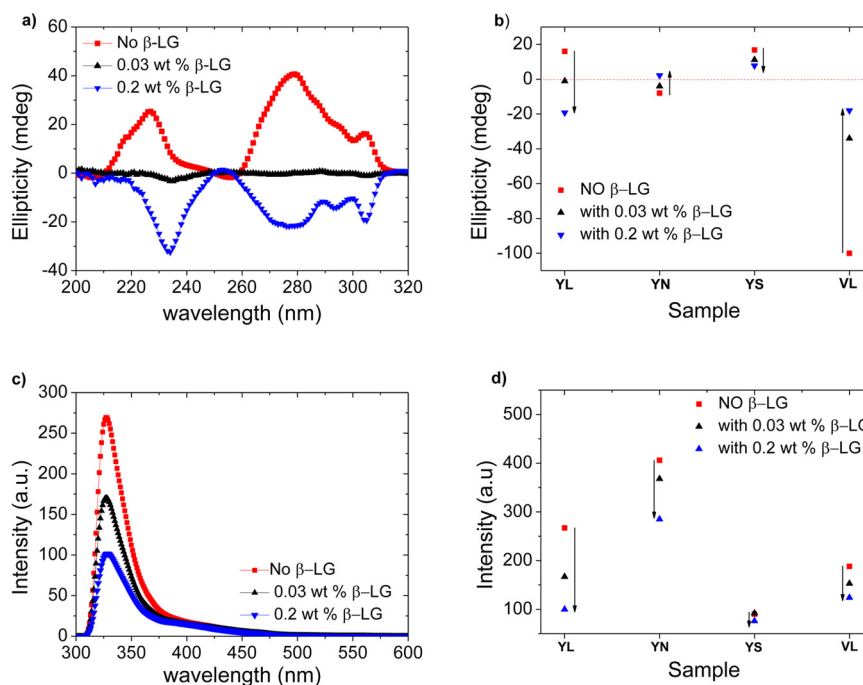 a)
No β-LG
0.03 wt % β-LG
0.2 wt % β-LG
60
40
20
0
-20
-40
Ellipticity (mdeg)
200 220 240 260 280 300 320
wavelength (nm)
b)
20
0
-20
-40
-60
-80
-100
Ellipticity (mdeg)
NO β–LG
with 0.03 wt % β–LG
with 0.2 wt % β–LG
YL YN YS VL
Sample
c)
300
250
200
150
100
50
0
Intensity (a.u.)
No β–LG
0.03 wt % β–LG
0.2 wt % β–LG
300 350 400 450 500 550 600
wavelength (nm)
d)
500
400
300
200
100
Intensity (a.u)
NO β–LG
with 0.03 wt % β–LG
with 0.2 wt % β–LG
YL YN YS VL
Sample